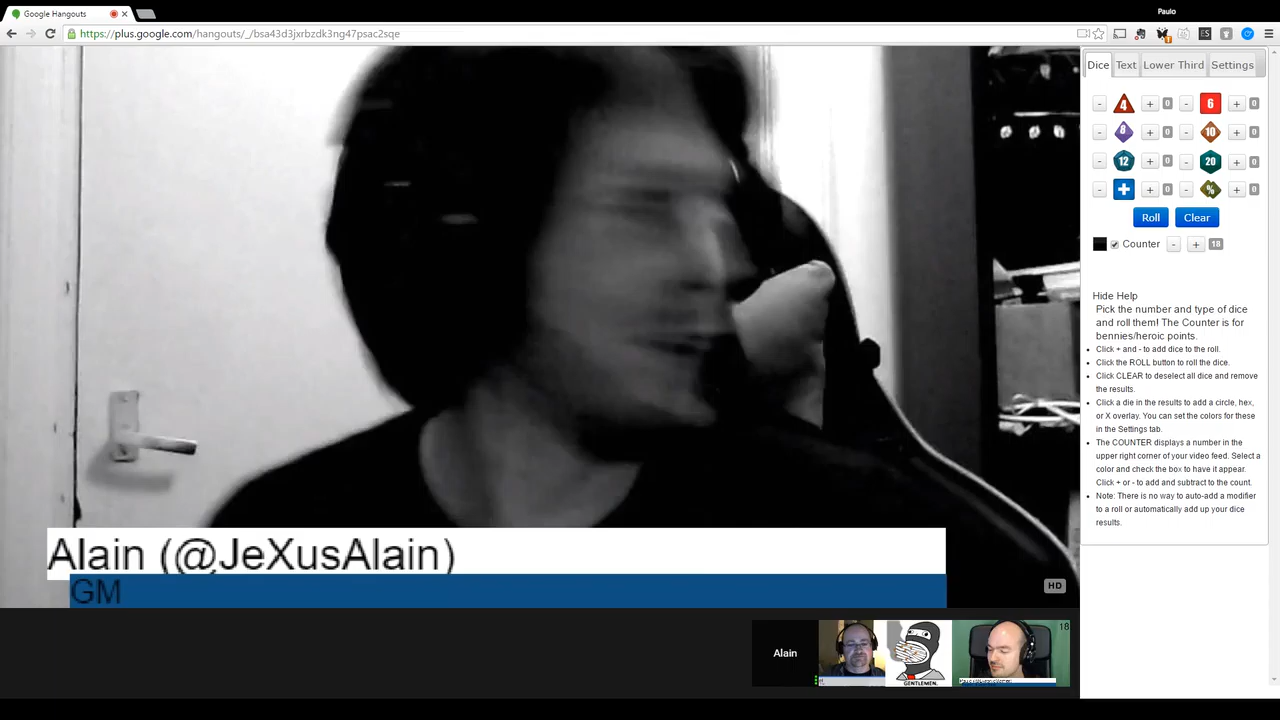 Paulo
Google Hangouts
https://plus.google.com/hangouts/_/bsa43d3jxrbzdk3ng47psac2sqe
ES
Dice Text Lower Third Settings
- 4 + 0 - 6 + 0
- 8 + 0 - 10 + 0
- 12 + 0 - 20 + 0
- + + 0 - % + 0
Roll Clear
Counter - + 18
Hide Help
Pick the number and type of dice
and roll them! The Counter is for
bennies/heroic points.
Click + and - to add dice to the roll.
Click the ROLL button to roll the dice.
Click CLEAR to deselect all dice and remove
the results.
Click a die in the results to add a circle, hex,
or X overlay. You can set the colors for these
in the Settings tab.
The COUNTER displays a number in the
upper right corner of your video feed. Select a
color and check the box to have it appear.
Click + or - to add and subtract to the count.
Note: There is no way to auto-add a modifier
to a roll or automatically add up your dice
results.
Alain (@JeXusAlain)
GM
HD
Alain
GENTLEMEN.
18